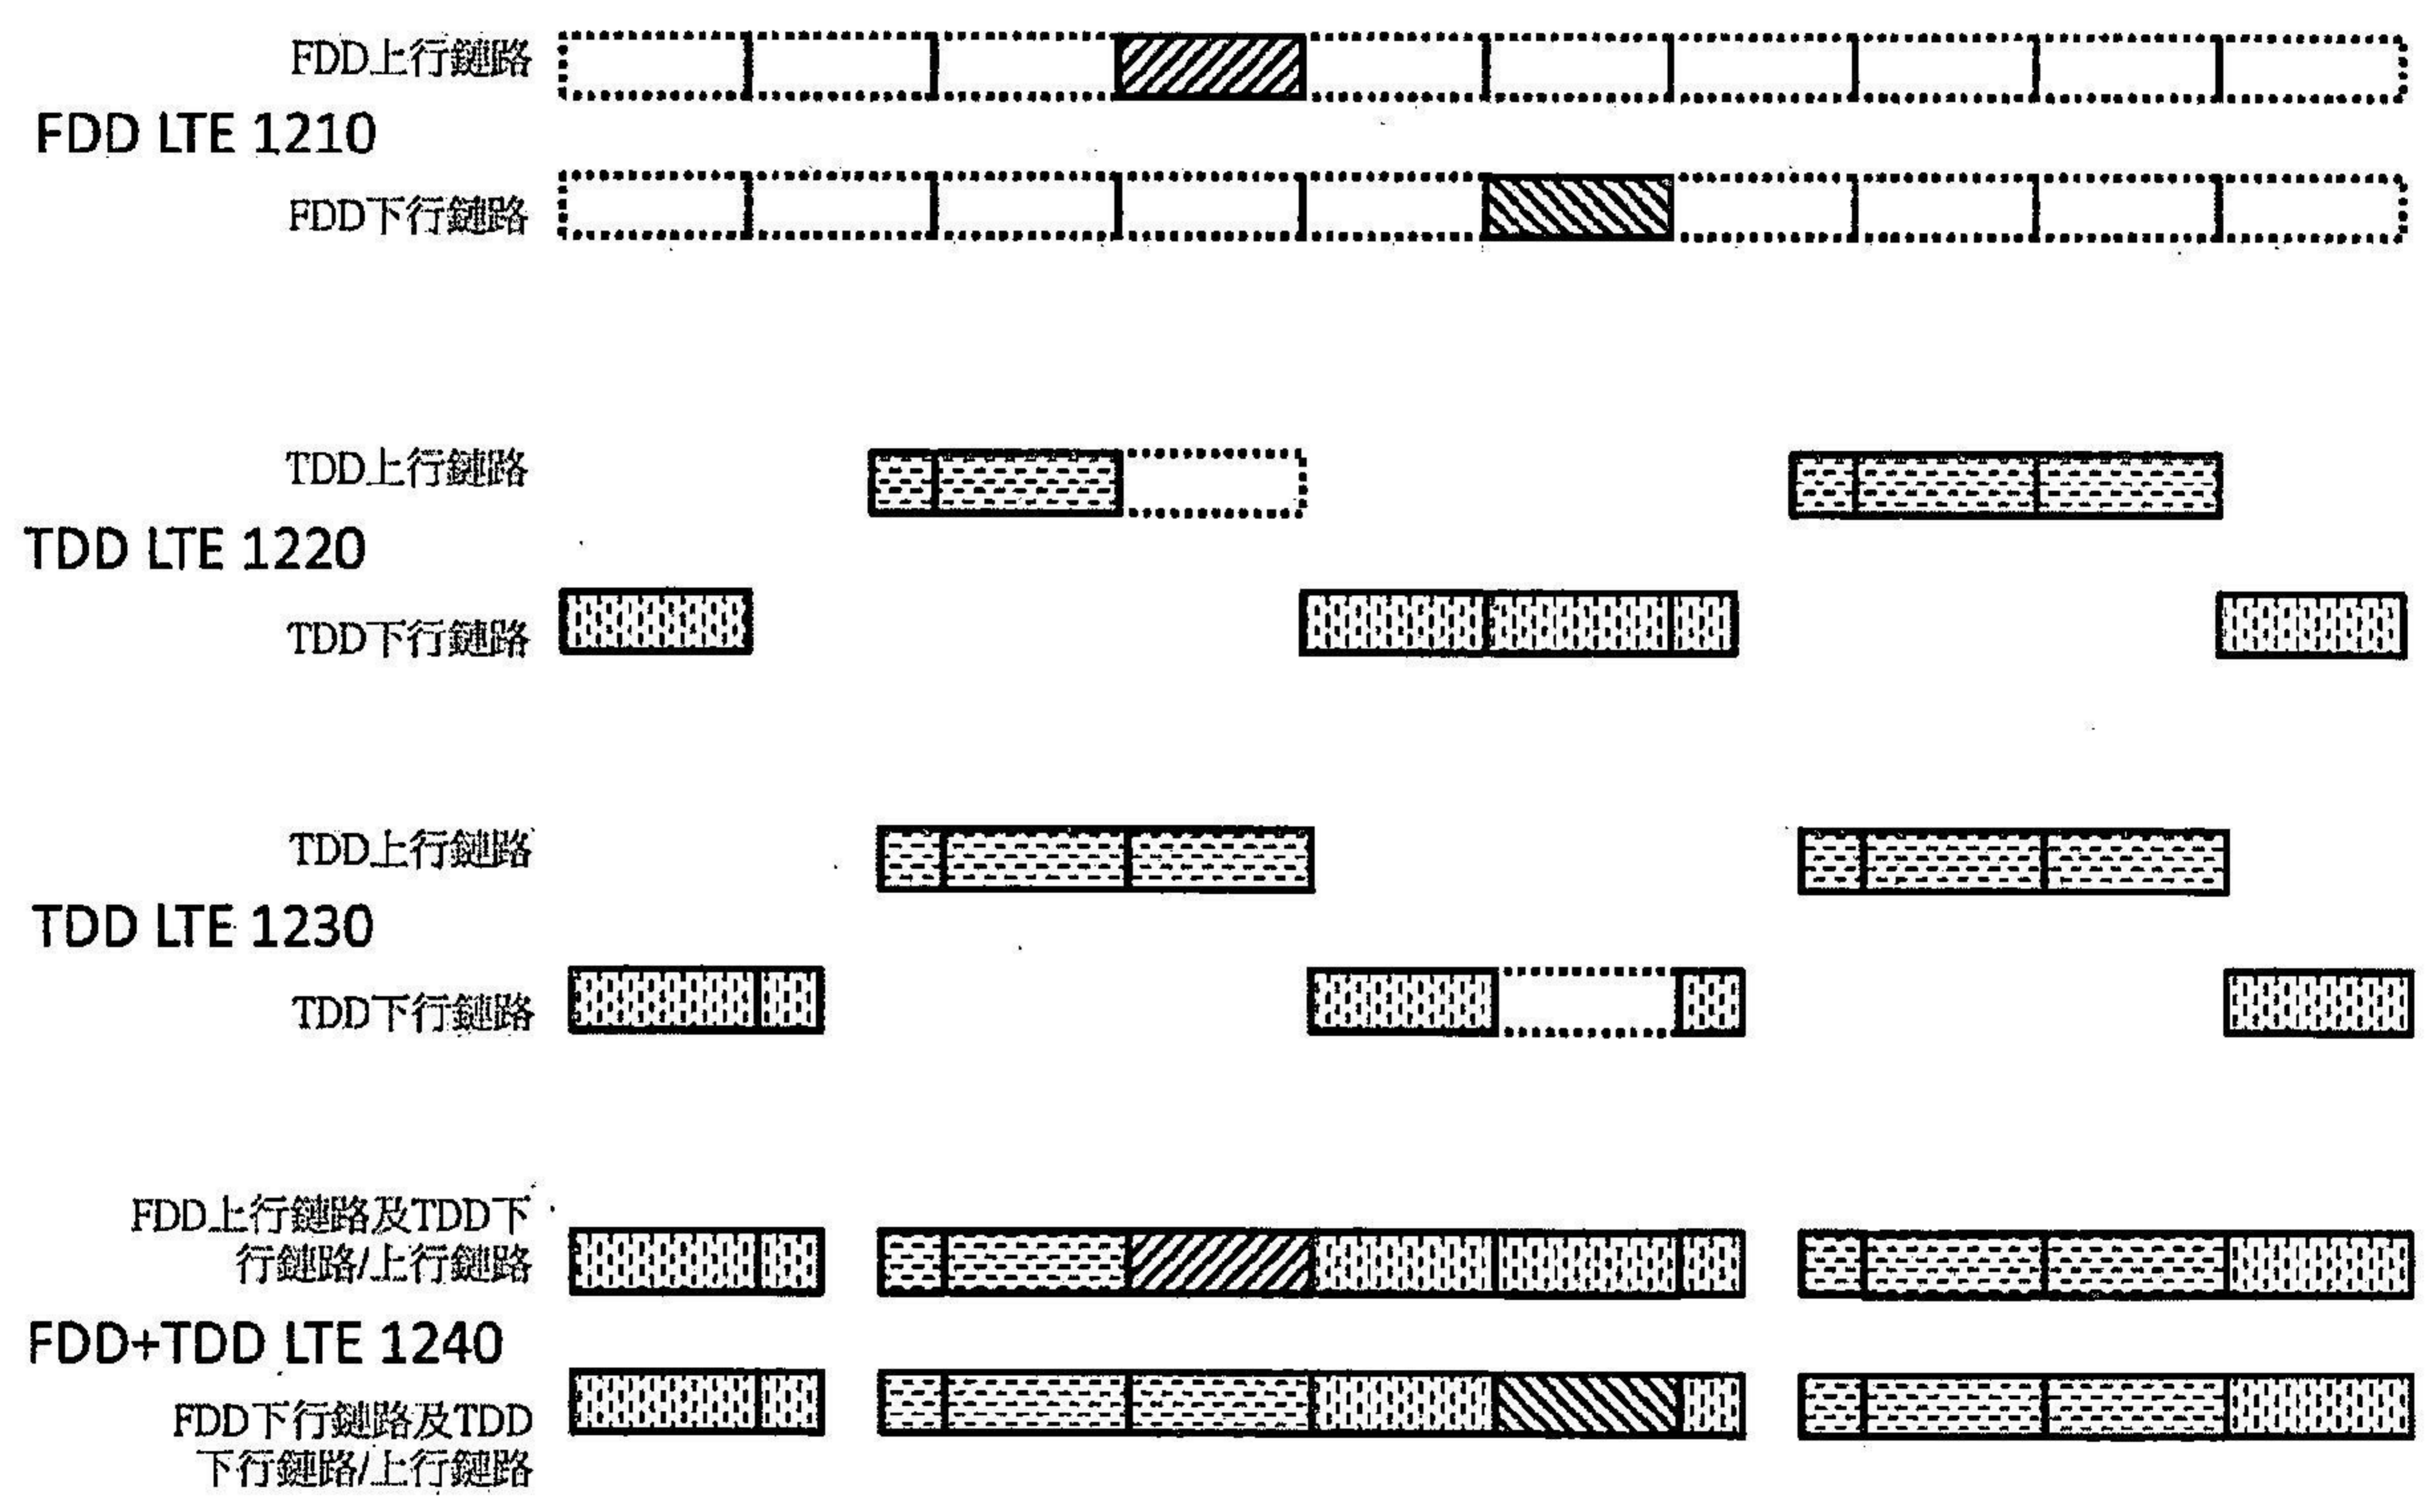 FDD上行鏈路
FDD LTE 1210
FDD下行鏈路
TDD上行鏈路
TDD LTE 1220
TDD下行鏈路
TDD上行鏈路
TDD LTE 1230
TDD下行鏈路
FDD上行鏈路及TDD下
行鏈路/上行鏈路
FDD+TDD LTE 1240
FDD下行鏈路及TDD
下行鏈路/上行鏈路